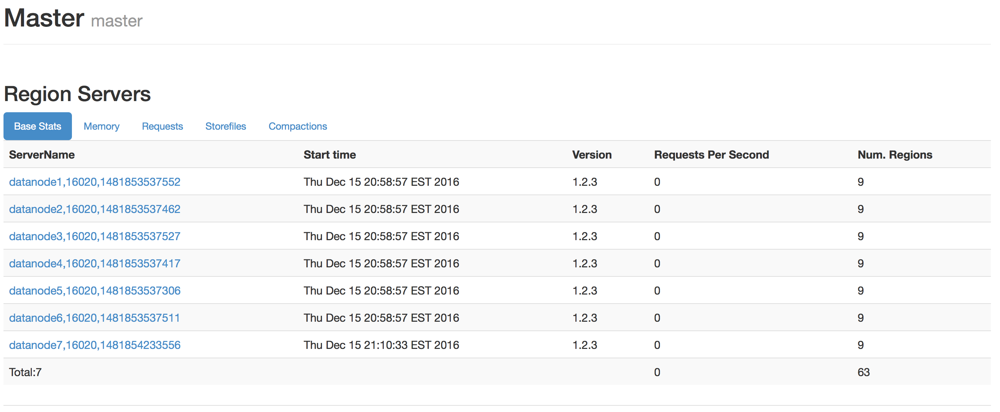 Master master
Region Servers
Base Stats Memory Requests Storefiles Compactions
ServerName Start time Version Requests Per Second Num. Regions
datanode1,16020,1481853537552 Thu Dec 15 20:58:57 EST 2016 1.2.3 0 9
datanode2,16020,1481853537462 Thu Dec 15 20:58:57 EST 2016 1.2.3 0 9
datanode3,16020,1481853537527 Thu Dec 15 20:58:57 EST 2016 1.2.3 0 9
datanode4,16020,1481853537417 Thu Dec 15 20:58:57 EST 2016 1.2.3 0 9
datanode5,16020,1481853537306 Thu Dec 15 20:58:57 EST 2016 1.2.3 0 9
datanode6,16020,1481853537511 Thu Dec 15 20:58:57 EST 2016 1.2.3 0 9
datanode7,16020,1481854233556 Thu Dec 15 21:10:33 EST 2016 1.2.3 0 9
Total:7 0 63